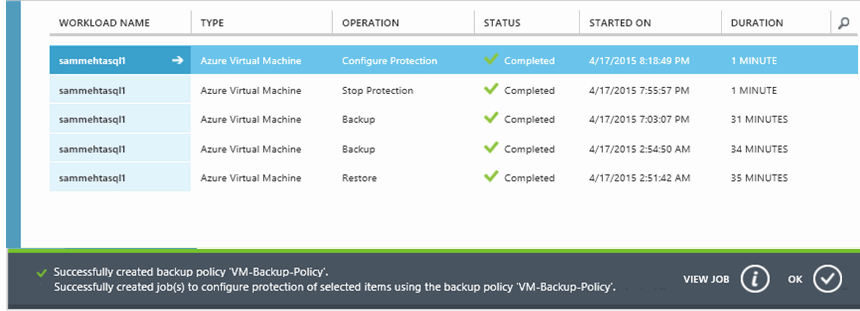 WORKLOAD NAME TYPE OPERATION STATUS STARTED ON DURATION
sammehtasql1 Azure Virtual Machine Configure Protection Completed 4/17/2015 8:18:49 PM 1 MINUTE
sammehtasql1 Azure Virtual Machine Stop Protection Completed 4/17/2015 7:55:57 PM 1 MINUTE
sammehtasql1 Azure Virtual Machine Backup Completed 4/17/2015 7:03:07 PM 31 MINUTES
sammehtasql1 Azure Virtual Machine Backup Completed 4/17/2015 2:54:50 AM 34 MINUTES
sammehtasql1 Azure Virtual Machine Restore Completed 4/17/2015 2:51:42 AM 35 MINUTES
Successfully created backup policy 'VM-Backup-Policy'.
Successfully created job(s) to configure protection of selected items using the backup policy 'VM-Backup-Policy'.
VIEW JOB i OK